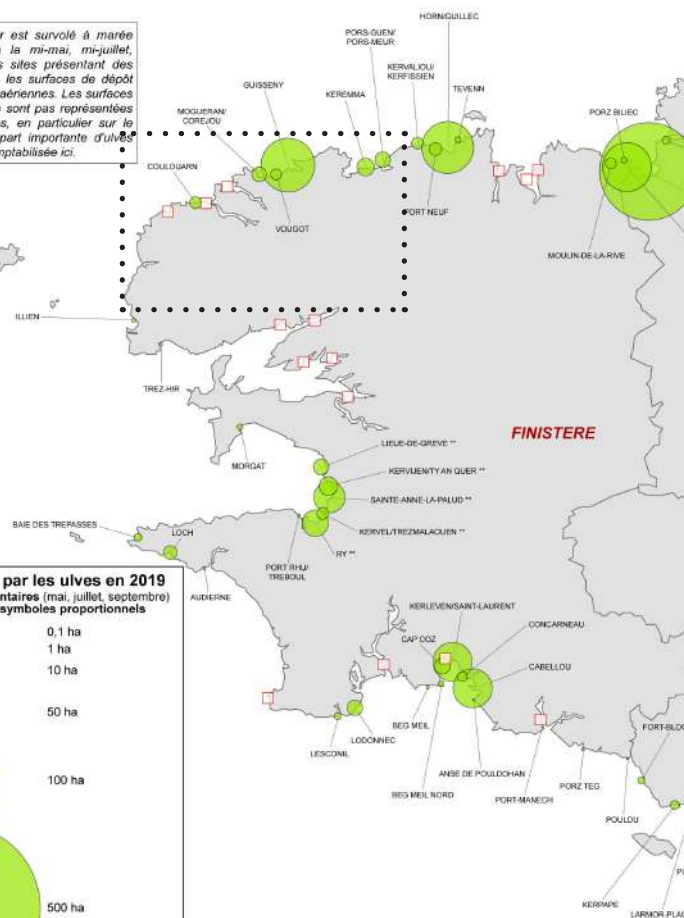 r est survolé à marée
la mi-mai, mi-juillet,
sites présentant des
les surfaces de dépôt
aériennes. Les surfaces
sont pas représentées
es, en particulier sur le
part importante d'ulves
mptabilisée ici.
HORN/GUILLEC
PORS-GUEN/
PORS-MEUR
KERVALIOU/
KERFISSIEN
GUISSENY
KEREMMA
TEVENN
MOGUERAN/
COREJOU
PORZ BILIEC
COULOUARN
VOUGOT
PORT NEUF
MOULIN-DE-LA-RIVE
ILLIEN
TREZ-HIR
FINISTERE
LIEUE-DE-GREVE **
MORGAT
KERVIJEN/TY AN QUER **
SAINTE-ANNE-LA-PALUD **
BAIE DES TREPASSES
LOCH
KERVEL/TREZMALAOUEN **
RY **
PORT RHU/
TREBOUL
AUDIERNE
par les ulves en 2019
ntaires (mai, juillet, septembre)
symboles proportionnels
0,1 ha
1 ha
10 ha
50 ha
100 ha
500 ha
KERLEVEN/SAINT-LAURENT
CONCARNEAU
CAP COZ
CABELLOU
BEG MEIL
LODONNEC
LESCONIL
ANSE DE POULDOHAN
BEG MEIL NORD
PORT-MANECH
PORZ TEG
POULDU
FORT-BLOQ
KERPAPE
LARMOR-PLAG